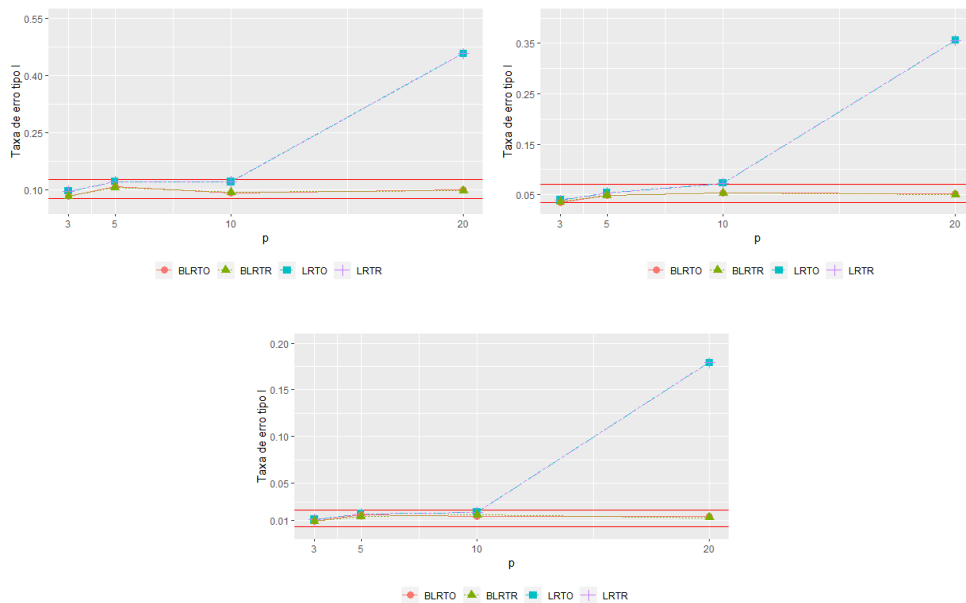 Taxa de erro tipo I
0.55
0.40
0.25
0.10
3 5 10 20
p
BLRTO BLRTR LRTO LRTR
Taxa de erro tipo I
0.35
0.25
0.15
0.05
3 5 10 20
p
BLRTO BLRTR LRTO LRTR
Taxa de erro tipo I
0.20
0.15
0.10
0.05
0.01
3 5 10 20
p
BLRTO BLRTR LRTO LRTR